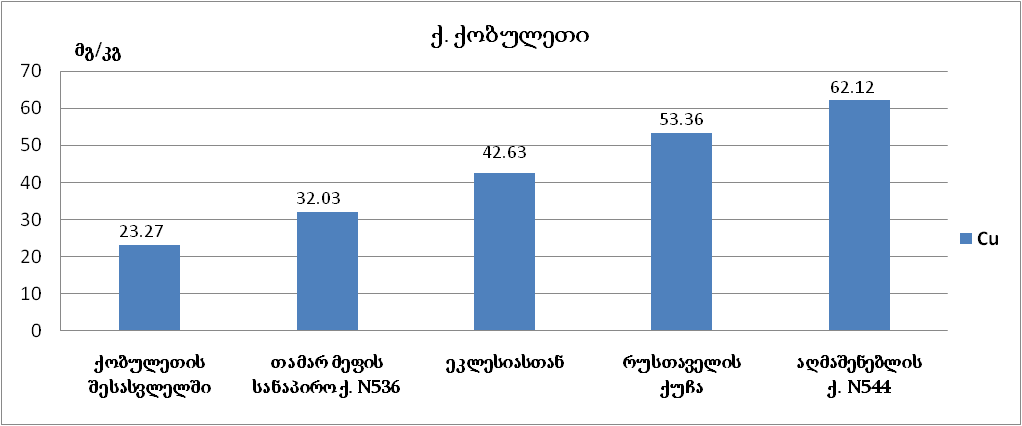 ქ. ქობულეთი
მგ/კგ
70
60
50
40
30
20
10
0
23.27
32.03
42.63
53.36
62.12
Cu
ქობულეთის
შესასვლელში
თამარ მეფის
სანაპირო ქ. N536
ეკლესიასთან
რუსთაველის
ქუჩა
აღმაშენებლის
ქ. N544